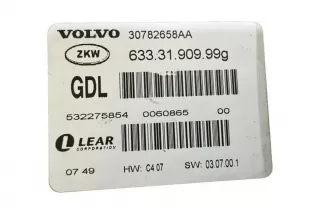 VOLVO 30782658AA
ZKW 633.31.909.99g
GDL
532275854 0060865 00
LEAR
CORPORATION
07 49 HW: C4 07 SW: 03.07.00.1